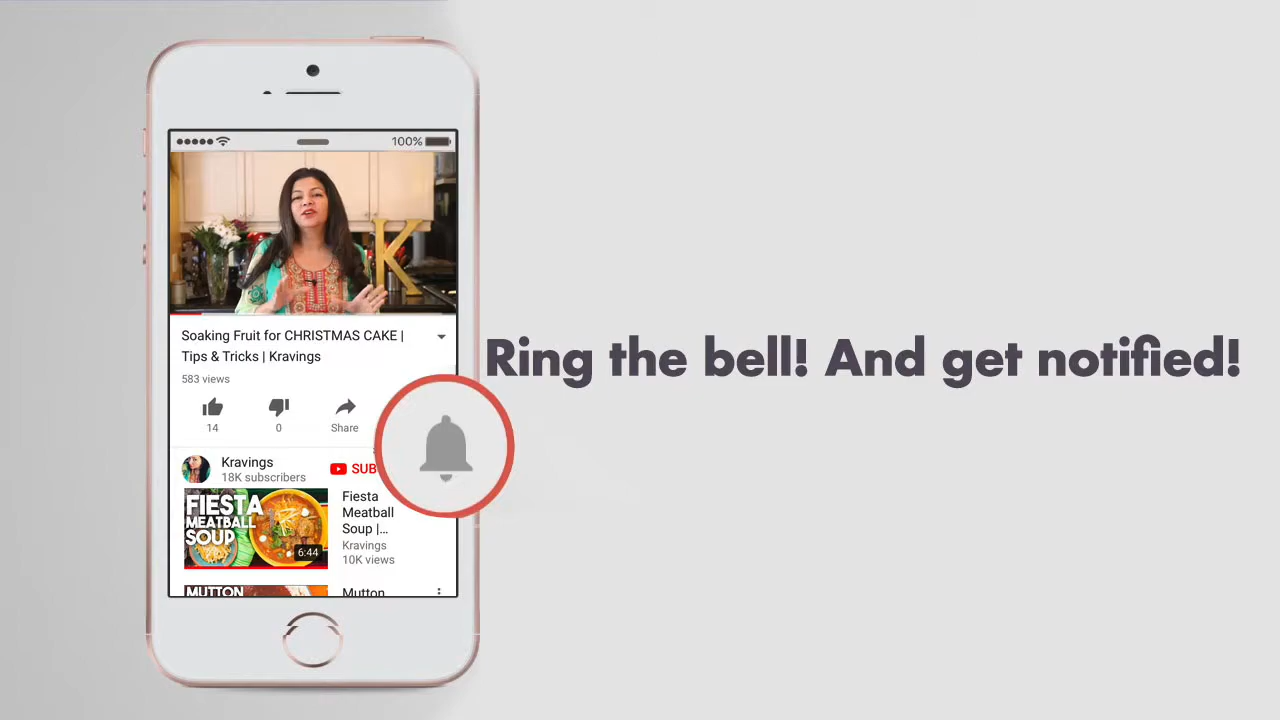 100%
K
Soaking Fruit for CHRISTMAS CAKE |
Tips & Tricks | Kravings
583 views
14
0
Share
Kravings
18K subscribers
SUB
FIESTA
MEATBALL
SOUP
6:44
Fiesta
Meatball
Soup |...
Kravings
10K views
MUTTON
Mutton
Ring the bell! And get notified!